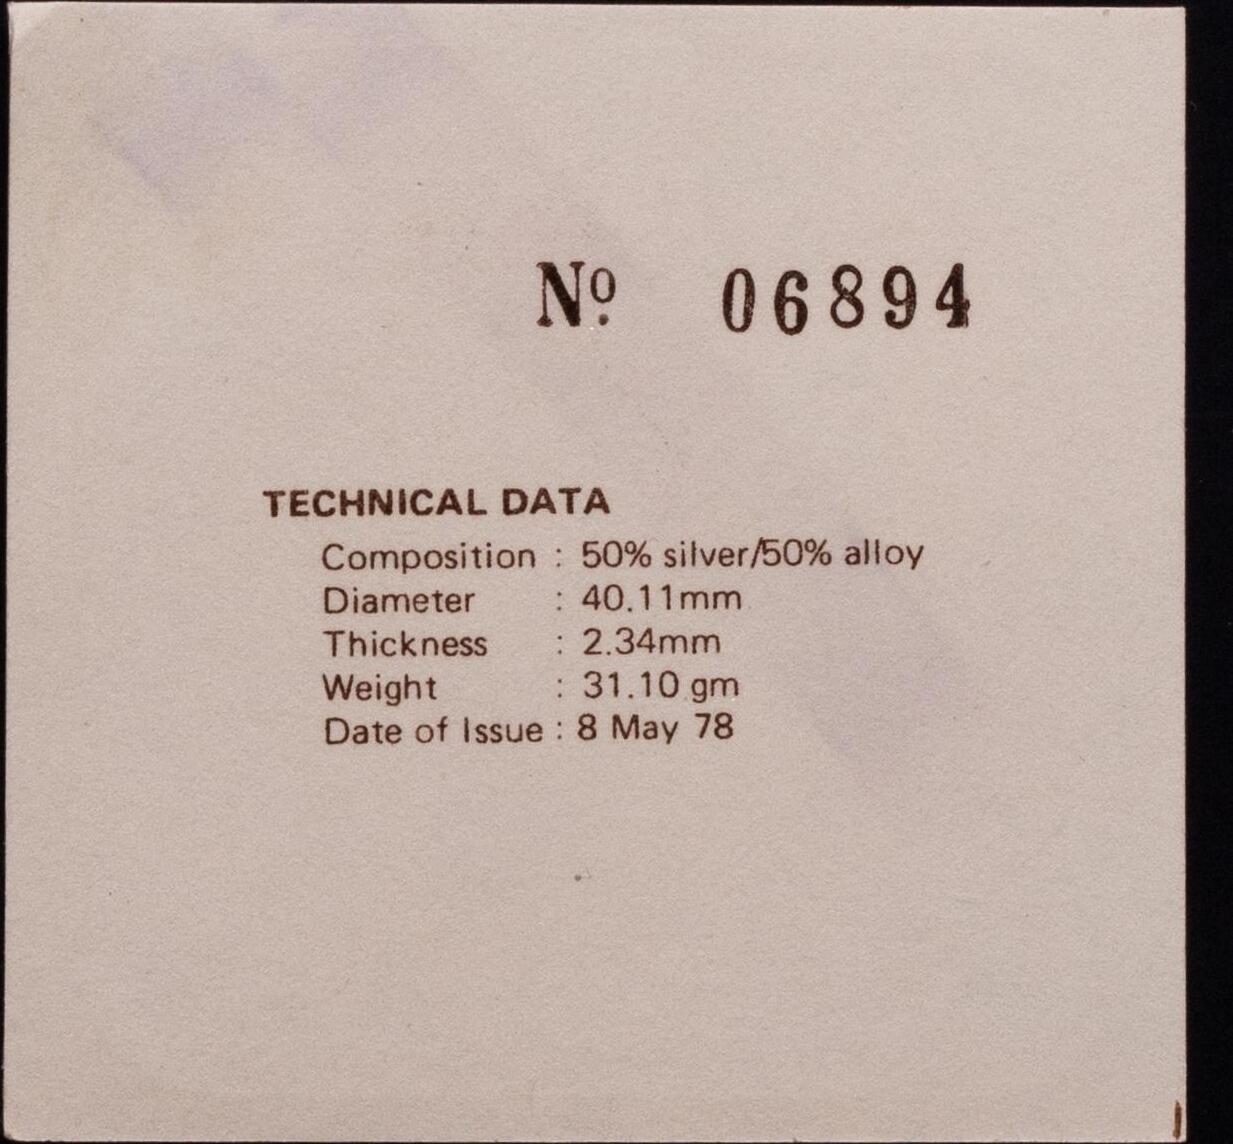 Nº. 06894
TECHNICAL DATA
Composition : 50% silver/50% alloy
Diameter : 40.11mm
Thickness : 2.34mm
Weight : 31.10 gm
Date of Issue : 8 May 78